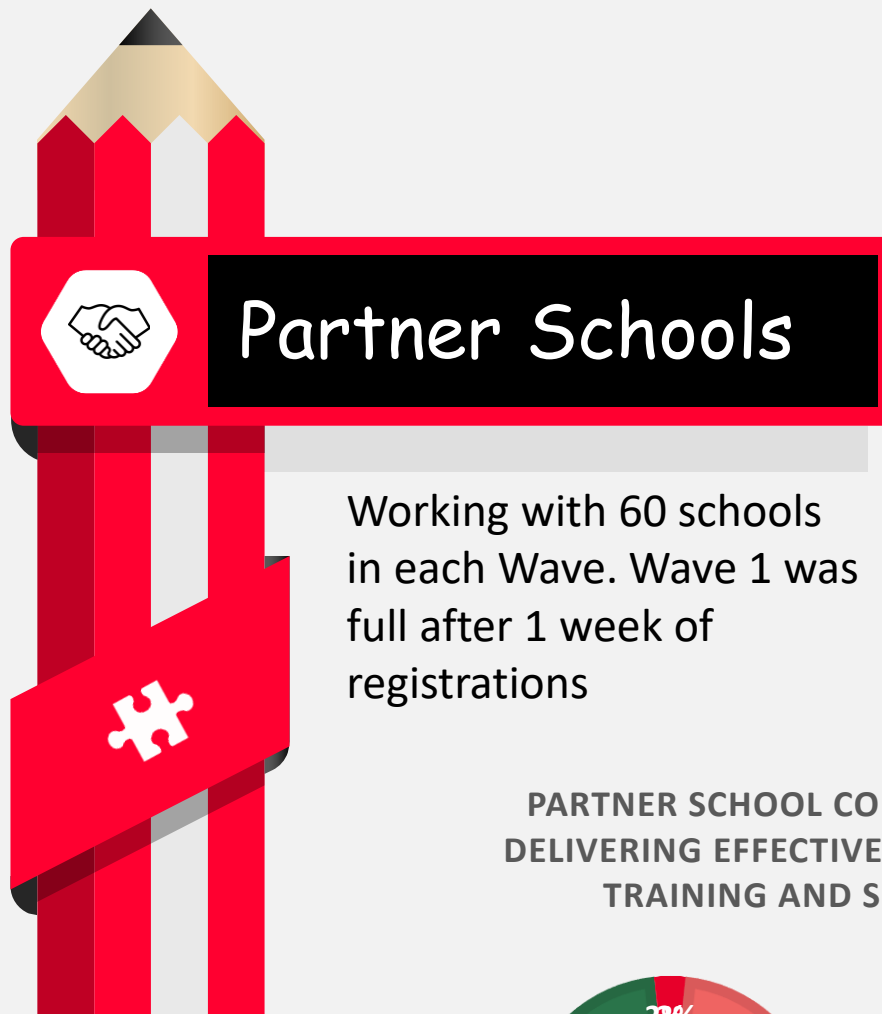 Partner Schools
Working with 60 schools
in each Wave. Wave 1 was
full after 1 week of
registrations
PARTNER SCHOOL CO
DELIVERING EFFECTIVE
TRAINING AND S